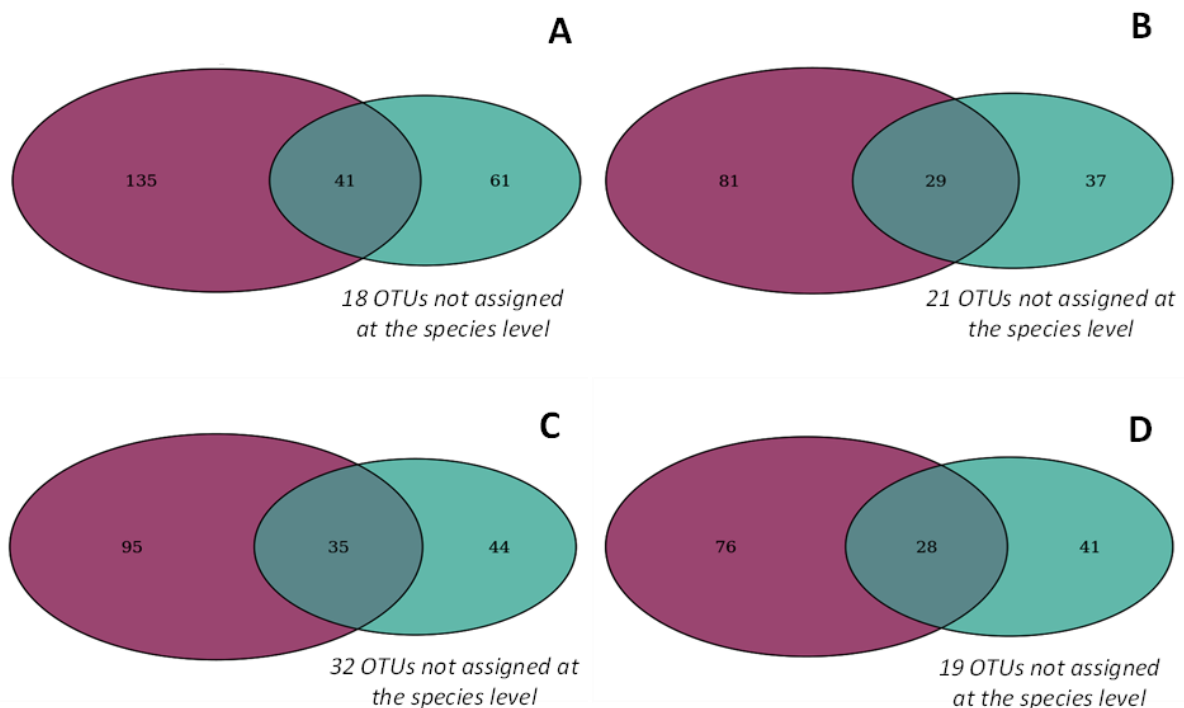 A
135
41
61
18 OTUs not assigned
at the species level
B
81
29
37
21 OTUs not assigned at
the species level
C
95
35
44
32 OTUs not assigned at
the species level
D
76
28
41
19 OTUs not assigned
at the species level